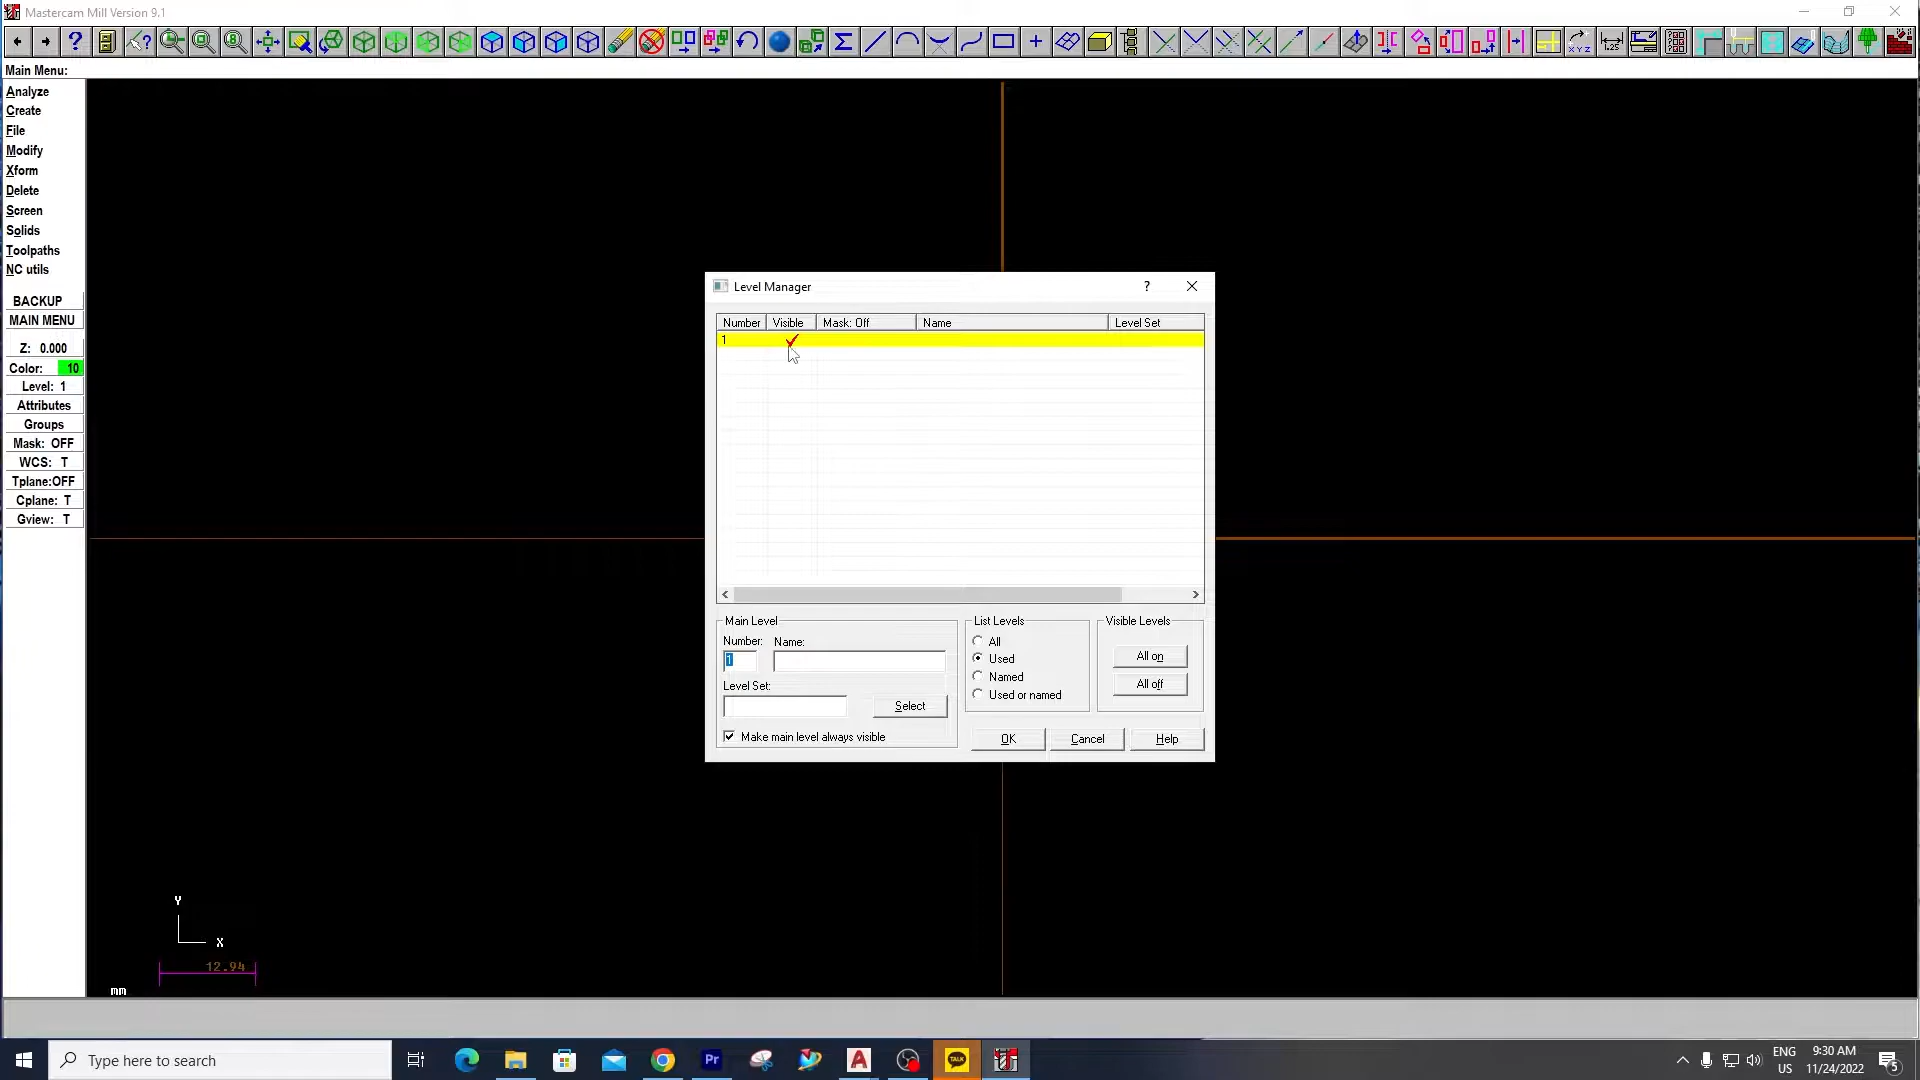 Mastercam Mill Version 9.1
Main Menu:
Analyze
Create
File
Modify
Xform
Delete
Screen
Solids
Toolpaths
NC utils
BACKUP
MAIN MENU
Z: 0.000
Color: 10
Level: 1
Attributes
Groups
Mask: OFF
WCS: T
Tplane:OFF
Cplane: T
Gview: T
Level Manager
Number Visible Mask: Off Name Level Set
1
Main Level
Number: Name:
1
Level Set:
Select
Make main level always visible
List Levels
All
Used
Named
Used or named
Visible Levels
All on
All off
OK Cancel Help
Y
X
12.94
mm
Type here to search
Pr
TALK
ENG
US
9:30 AM
11/24/2022
5